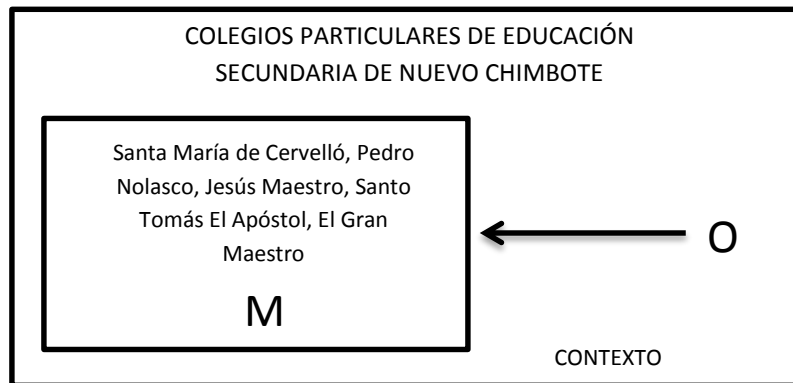 COLEGIOS PARTICULARES DE EDUCACIÓN
SECUNDARIA DE NUEVO CHIMBOTE
Santa María de Cervelló, Pedro
Nolasco, Jesús Maestro, Santo
Tomás El Apóstol, El Gran
Maestro
M
O
CONTEXTO